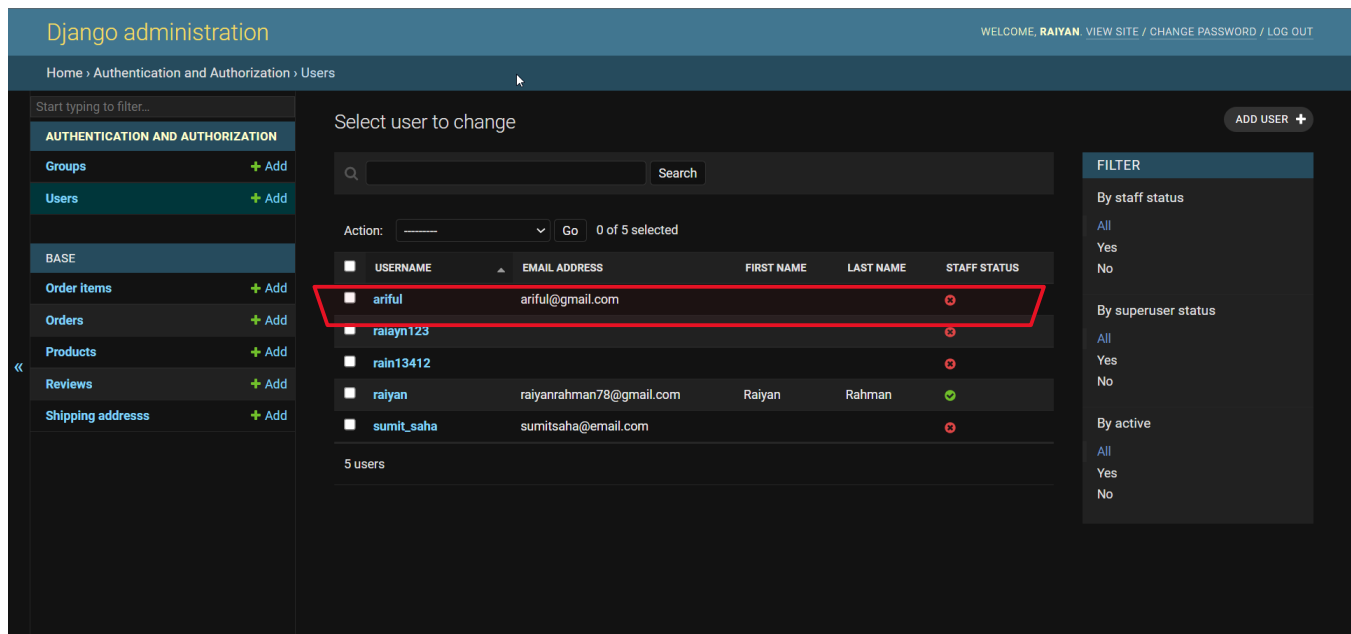 Django administration
WELCOME, RAIYAN. VIEW SITE / CHANGE PASSWORD / LOG OUT
Home › Authentication and Authorization › Users
Start typing to filter...
AUTHENTICATION AND AUTHORIZATION
Groups + Add
Users + Add
BASE
Order items + Add
Orders + Add
Products + Add
Reviews + Add
Shipping addresss + Add
«
Select user to change
ADD USER +
Search
Action: --------- Go 0 of 5 selected
USERNAME EMAIL ADDRESS FIRST NAME LAST NAME STAFF STATUS
ariful ariful@gmail.com
raiayn123
rain13412
raiyan raiyanrahman78@gmail.com Raiyan Rahman
sumit_saha sumitsaha@email.com
5 users
FILTER
By staff status
All
Yes
No
By superuser status
All
Yes
No
By active
All
Yes
No